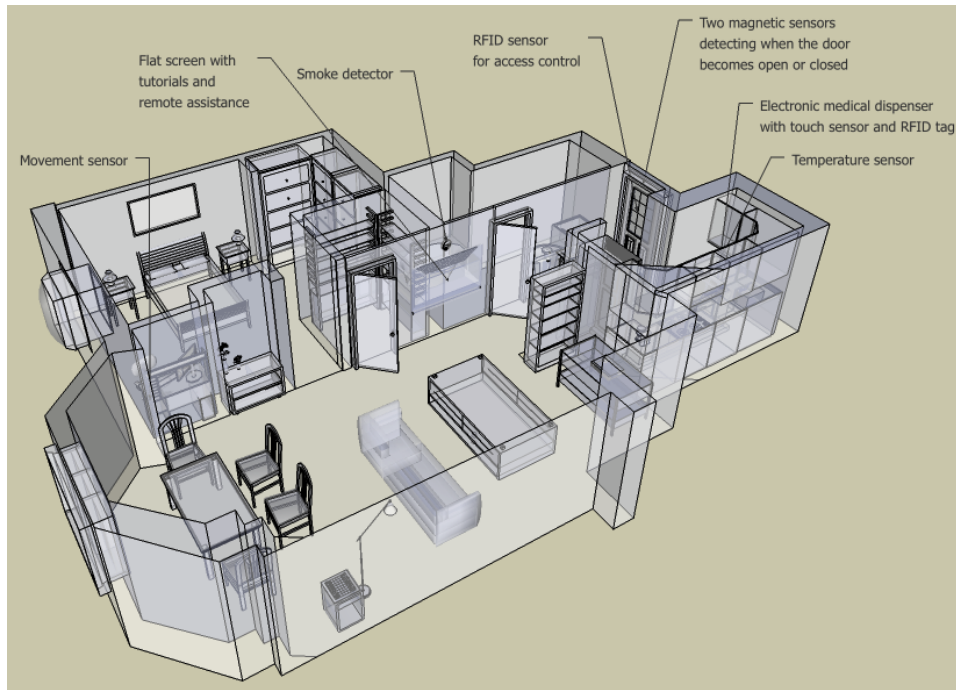 Flat screen with
tutorials and
remote assistance
Smoke detector
RFID sensor
for access control
Two magnetic sensors
detecting when the door
becomes open or closed
Electronic medical dispenser
with touch sensor and RFID tag
Movement sensor
Temperature sensor